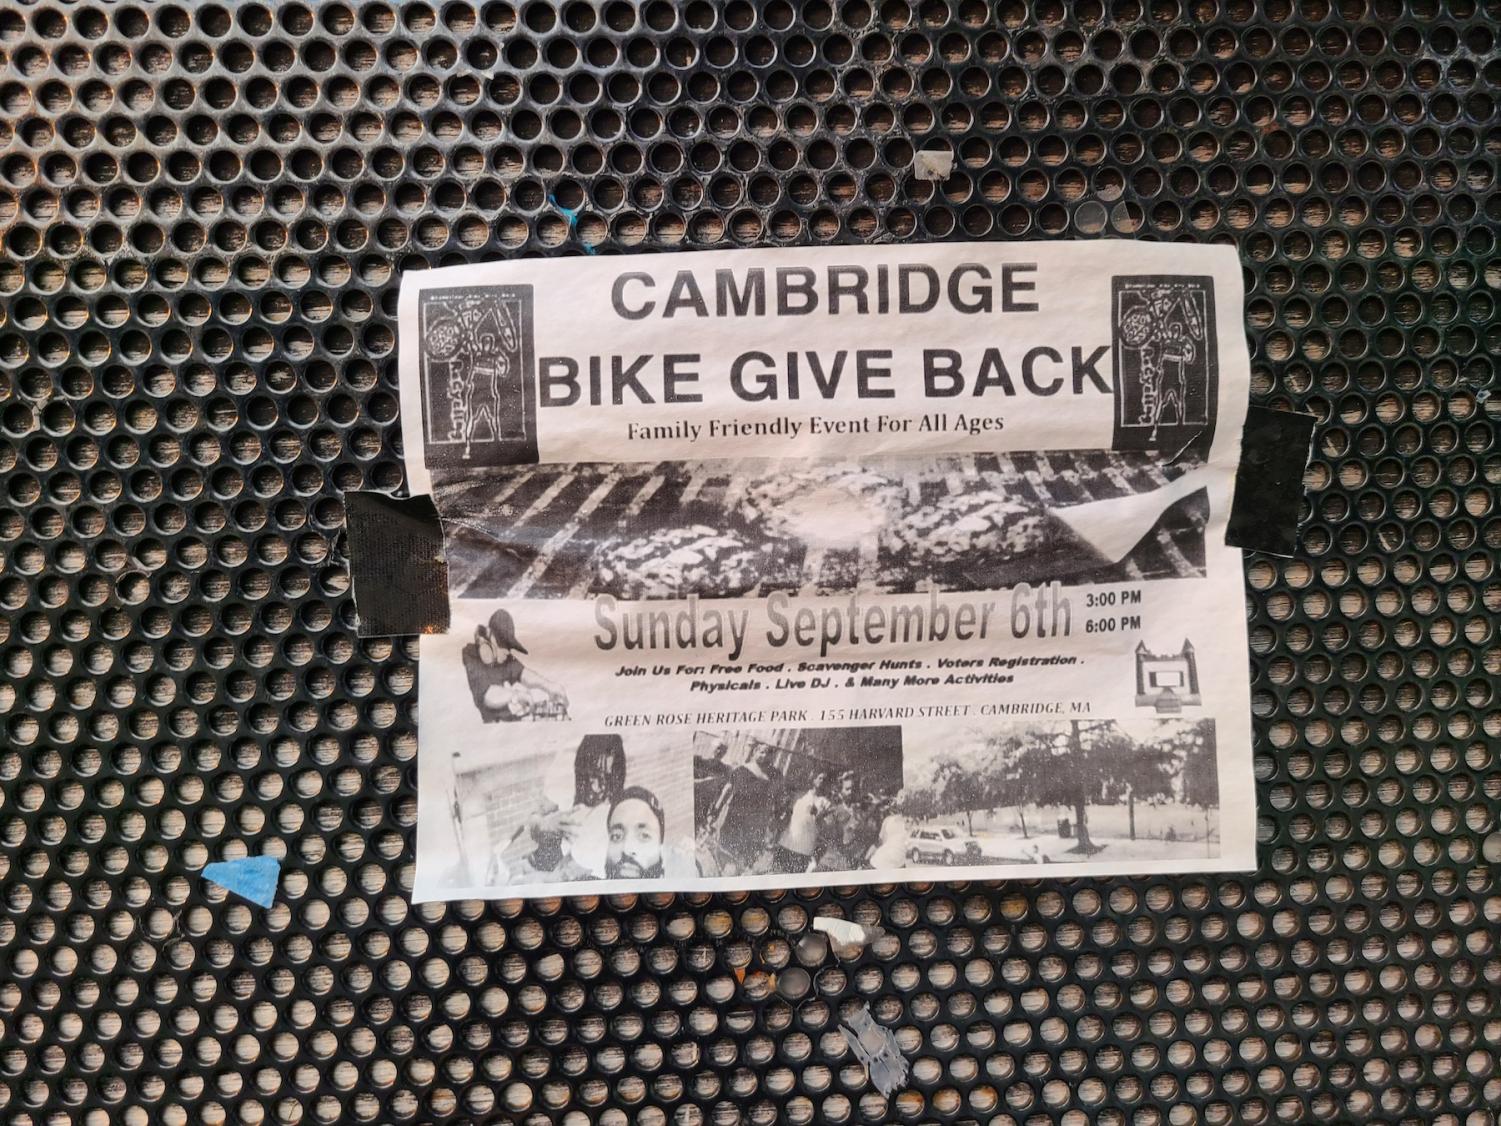 CAMBRIDGE
BIKE GIVE BACK
Family Friendly Event For All Ages
Sunday September 6th
3:00 PM
6:00 PM
Join Us For: Free Food . Scavenger Hunts . Voters Registration .
Physicals . Live DJ . & Many More Activities
GREEN ROSE HERITAGE PARK . 155 HARVARD STREET . CAMBRIDGE, MA